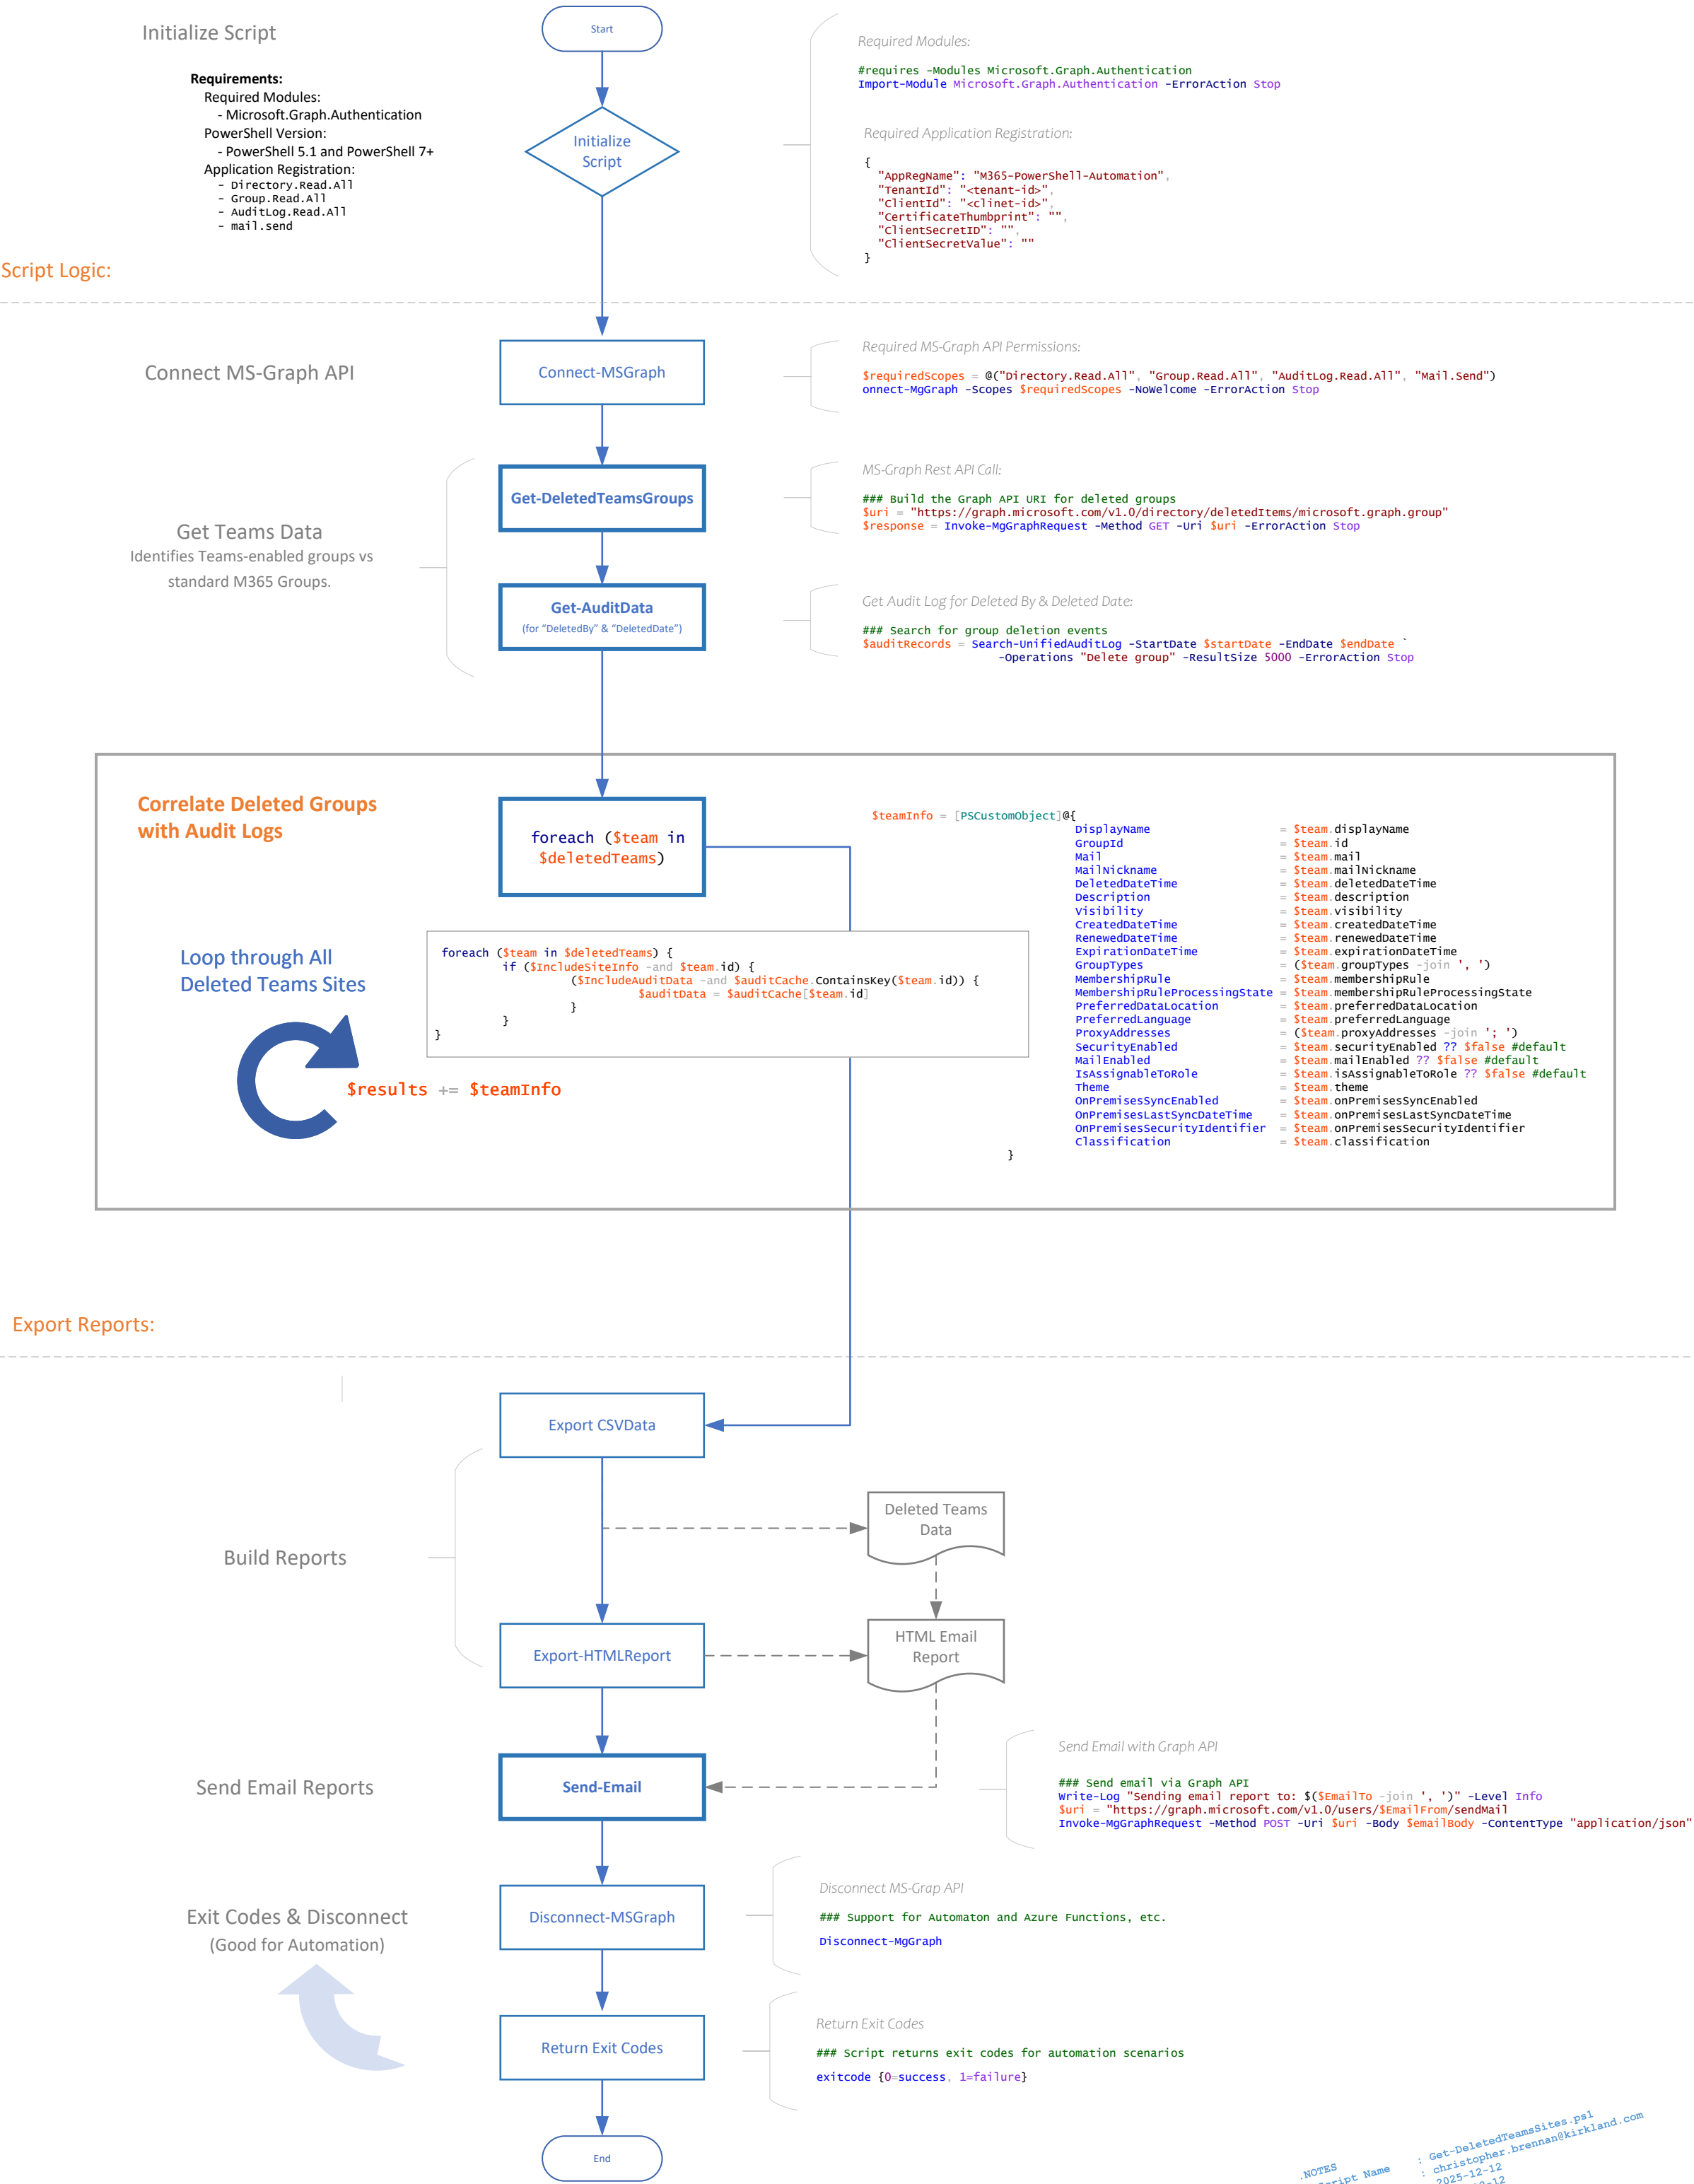 Initialize Script
Requirements:
Required Modules:
- Microsoft.Graph.Authentication
PowerShell Version:
- PowerShell 5.1 and PowerShell 7+
Application Registration:
- Directory.Read.All
- Group.Read.All
- AuditLog.Read.All
- mail.send
Start
Initialize
Script
Required Modules:
#requires -Modules Microsoft.Graph.Authentication
Import-Module Microsoft.Graph.Authentication -ErrorAction Stop
Required Application Registration:
{
"AppRegName": "M365-PowerShell-Automation",
"TenantId": "<tenant-id>",
"ClientId": "<clinet-id>",
"CertificateThumbprint": "",
"ClientSecretID": "",
"ClientSecretValue": ""
}
Script Logic:
Connect MS-Graph API
Connect-MSGraph
Required MS-Graph API Permissions:
$requiredScopes = @("Directory.Read.All", "Group.Read.All", "AuditLog.Read.All", "Mail.Send")
onnect-MgGraph -Scopes $requiredScopes -NoWelcome -ErrorAction Stop
Get Teams Data
Identifies Teams-enabled groups vs
standard M365 Groups.
Get-DeletedTeamsGroups
MS-Graph Rest API Call:
### Build the Graph API URI for deleted groups
$uri = "https://graph.microsoft.com/v1.0/directory/deletedItems/microsoft.graph.group"
$response = Invoke-MgGraphRequest -Method GET -Uri $uri -ErrorAction Stop
Get-AuditData
(for “DeletedBy” & “DeletedDate”)
Get Audit Log for Deleted By & Deleted Date:
### Search for group deletion events
$auditRecords = Search-UnifiedAuditLog -StartDate $startDate -EndDate $endDate `
-Operations "Delete group" -ResultSize 5000 -ErrorAction Stop
Correlate Deleted Groups
with Audit Logs
foreach ($team in
$deletedTeams)
Loop through All
Deleted Teams Sites
foreach ($team in $deletedTeams) {
if ($IncludeSiteInfo -and $team.id) {
($IncludeAuditData -and $auditCache.ContainsKey($team.id)) {
$auditData = $auditCache[$team.id]
}
}
}
$results += $teamInfo
$teamInfo = [PSCustomObject]@{
DisplayName = $team.displayName
GroupId = $team.id
Mail = $team.mail
MailNickname = $team.mailNickname
DeletedDateTime = $team.deletedDateTime
Description = $team.description
Visibility = $team.visibility
CreatedDateTime = $team.createdDateTime
RenewedDateTime = $team.renewedDateTime
ExpirationDateTime = $team.expirationDateTime
GroupTypes = ($team.groupTypes -join ', ')
MembershipRule = $team.membershipRule
MembershipRuleProcessingState = $team.membershipRuleProcessingState
PreferredDataLocation = $team.preferredDataLocation
PreferredLanguage = $team.preferredLanguage
ProxyAddresses = ($team.proxyAddresses -join '; ')
SecurityEnabled = $team.securityEnabled ?? $false #default
MailEnabled = $team.mailEnabled ?? $false #default
IsAssignableToRole = $team.isAssignableToRole ?? $false #default
Theme = $team.theme
OnPremisesSyncEnabled = $team.onPremisesSyncEnabled
OnPremisesLastSyncDateTime = $team.onPremisesLastSyncDateTime
OnPremisesSecurityIdentifier = $team.onPremisesSecurityIdentifier
Classification = $team.classification
}
Export Reports:
Export CSVData
Build Reports
Deleted Teams
Data
Export-HTMLReport
HTML Email
Report
Send Email Reports
Send-Email
Send Email with Graph API
### Send email via Graph API
Write-Log "Sending email report to: $($EmailTo -join ', ')" -Level Info
$uri = "https://graph.microsoft.com/v1.0/users/$EmailFrom/sendMail
Invoke-MgGraphRequest -Method POST -Uri $uri -Body $emailBody -ContentType "application/json"
Exit Codes & Disconnect
(Good for Automation)
Disconnect-MSGraph
Disconnect MS-Grap API
### Support for Automaton and Azure Functions, etc.
Disconnect-MgGraph
Return Exit Codes
Return Exit Codes
### Script returns exit codes for automation scenarios
exitcode {0=success, 1=failure}
End
.NOTES
Script Name : Get-DeletedTeamsSites.ps1
: christopher.brennan@kirkland.com
2025-12-12